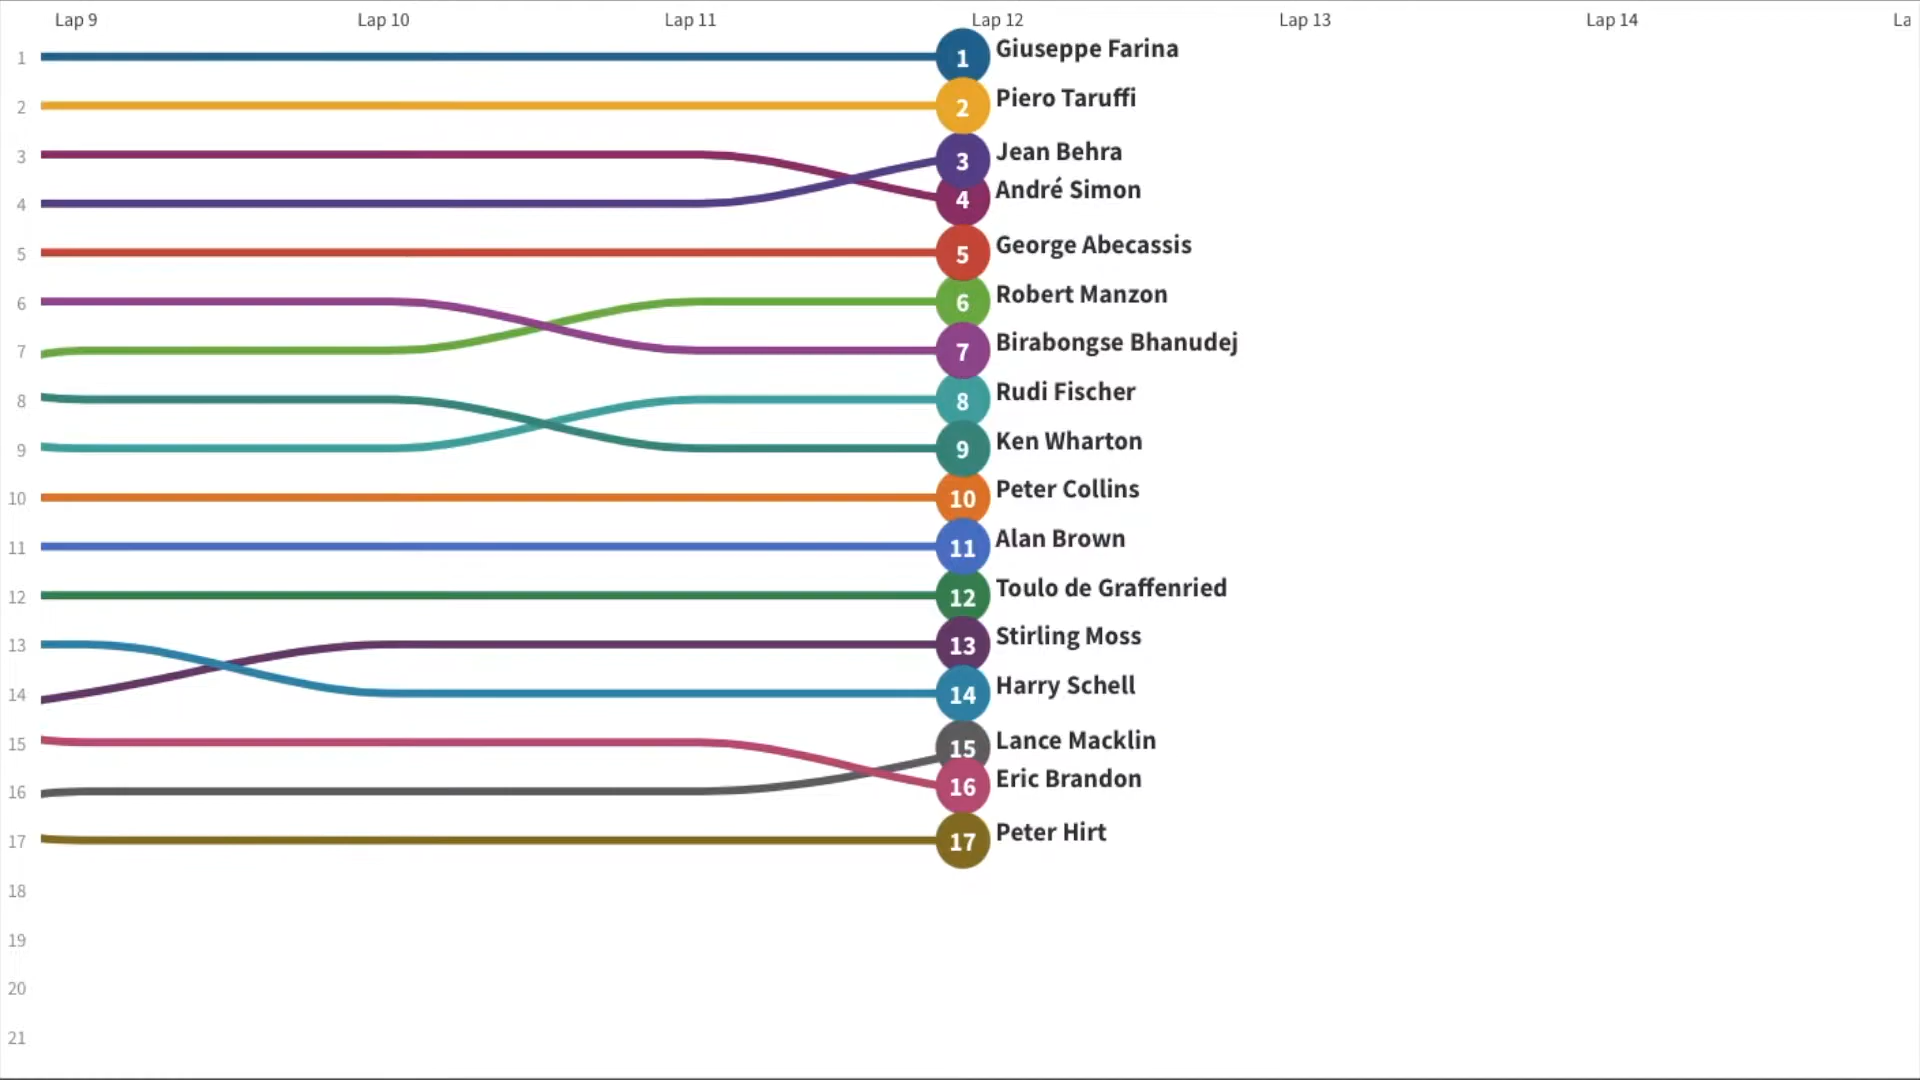 Lap 9 Lap 10 Lap 11 Lap 12 Lap 13 Lap 14 La
1 1 Giuseppe Farina
2 2 Piero Taruffi
3 3 Jean Behra
4 4 André Simon
5 5 George Abecassis
6 6 Robert Manzon
7 7 Birabongse Bhanudej
8 8 Rudi Fischer
9 9 Ken Wharton
10 10 Peter Collins
11 11 Alan Brown
12 12 Toulo de Graffenried
13 13 Stirling Moss
14 14 Harry Schell
15 15 Lance Macklin
16 16 Eric Brandon
17 17 Peter Hirt
18
19
20
21